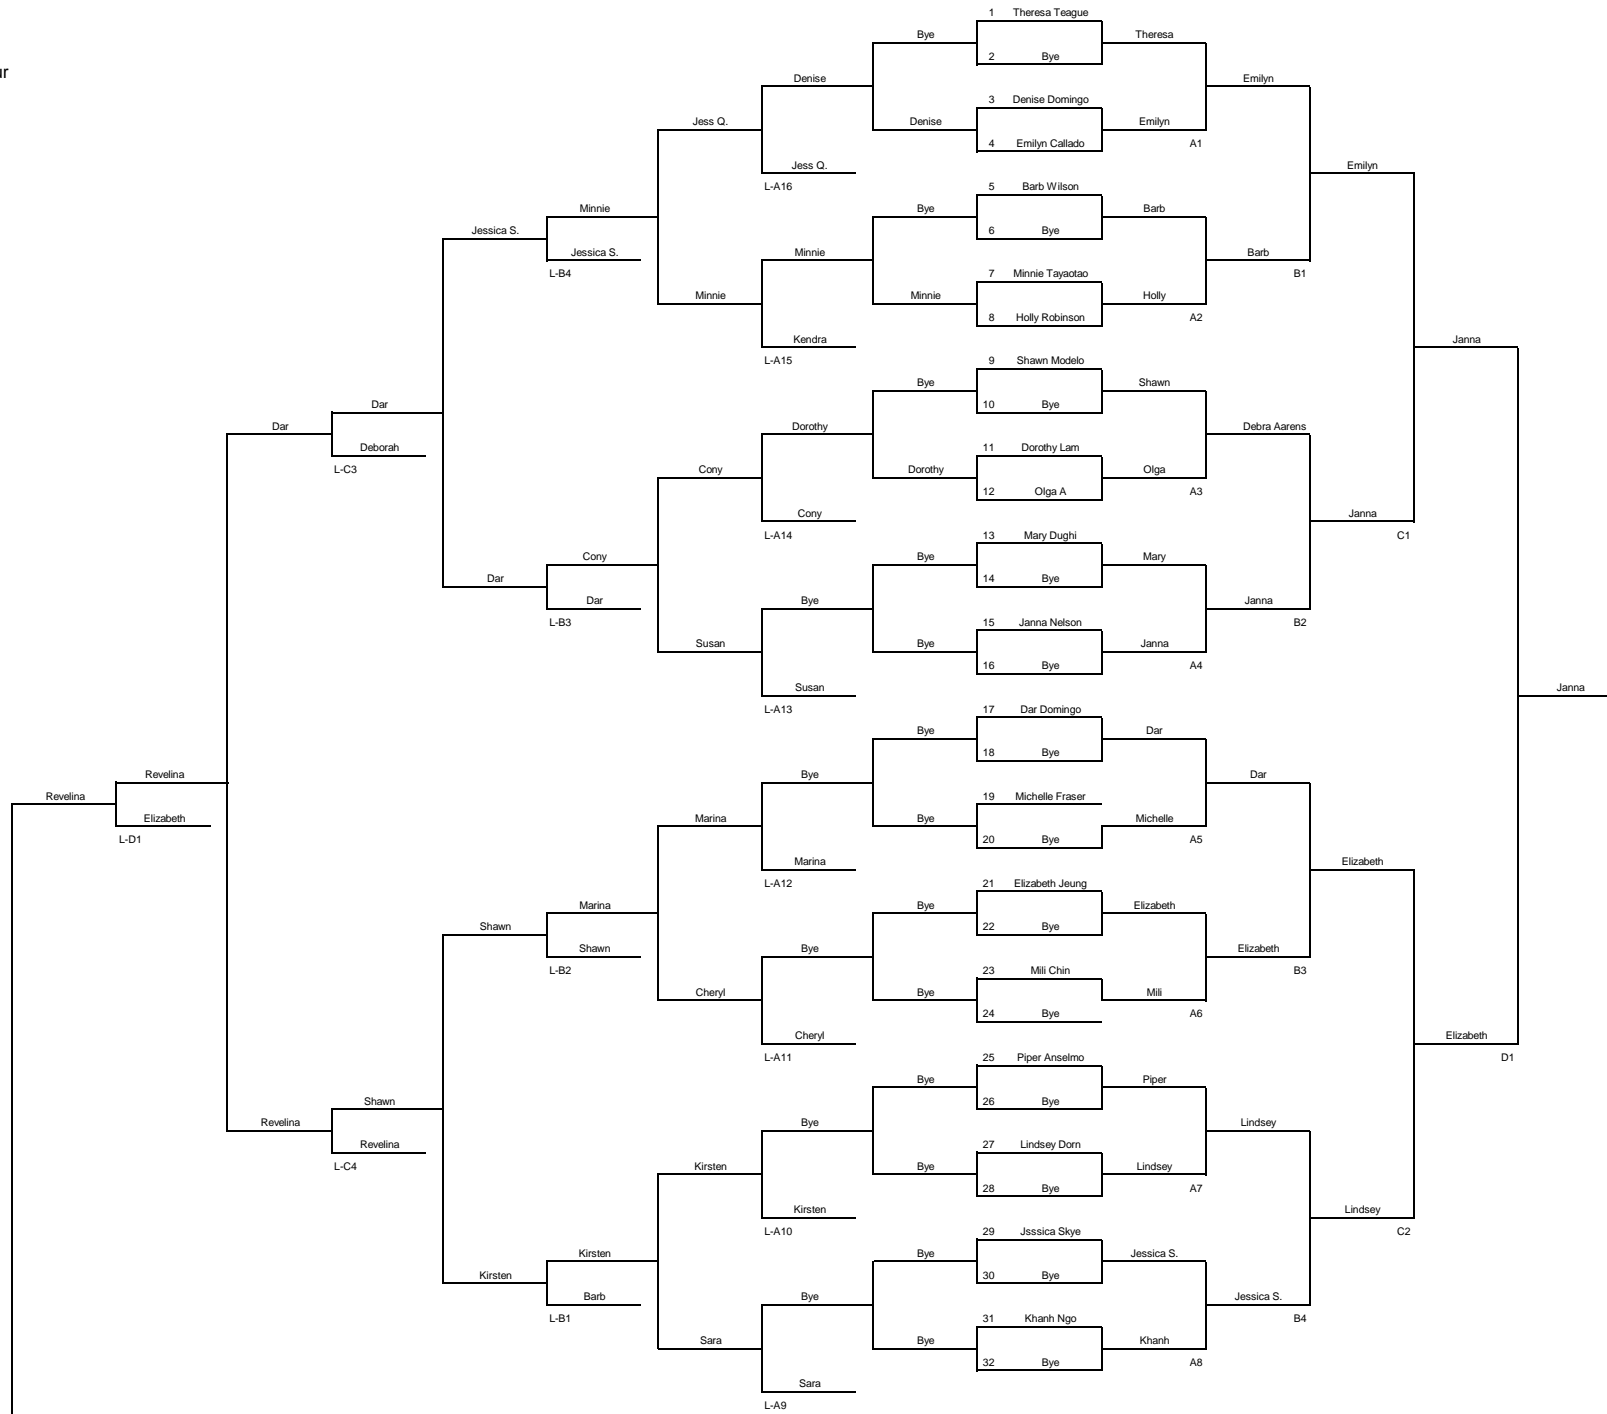 1 Theresa Teague
Bye Theresa
2 Bye
ur
Denise Emilyn
3 Denise Domingo
Jess Q. Denise Emilyn
4 Emilyn Callado A1
Jess Q. Emilyn
L-A16 5 Barb Wilson
Minnie Bye Barb
Jessica S. 6 Bye
Jessica S. Minnie Barb
L-B4 7 Minnie Tayaotao B1
Minnie Minnie Holly
8 Holly Robinson A2
Kendra Janna
L-A15 9 Shawn Modelo
Bye Shawn
Dar 10 Bye
Dar Dorothy Debra Aarens
Deborah 11 Dorothy Lam
L-C3 Cony Dorothy Olga
12 Olga A A3
Cony Janna
L-A14 13 Mary Dughi C1
Cony Bye Mary
Dar 14 Bye
Dar Bye Janna
L-B3 15 Janna Nelson B2
Susan Bye Janna
16 Bye A4
Susan Janna
L-A13 17 Dar Domingo
Bye Dar
18 Bye
Revelina Bye Dar
Revelina 19 Michelle Fraser
Elizabeth Marina Bye Michelle
L-D1 20 Bye A5
Marina Elizabeth
L-A12 21 Elizabeth Jeung
Marina Bye Elizabeth
Shawn 22 Bye
Shawn Bye Elizabeth
L-B2 23 Mili Chin B3
Cheryl Bye Mili
24 Bye A6
Cheryl Elizabeth
L-A11 25 Piper Anselmo D1
Bye Piper
Shawn 26 Bye
Revelina Bye Lindsey
Revelina 27 Lindsey Dorn
L-C4 Kirsten Bye Lindsey
28 Bye A7
Kirsten Lindsey
L-A10 29 Jsssica Skye C2
Kirsten Bye Jessica S.
Kirsten 30 Bye
Barb Bye Jessica S.
L-B1 31 Khanh Ngo B4
Sara Bye Khanh
32 Bye A8
Sara
L-A9